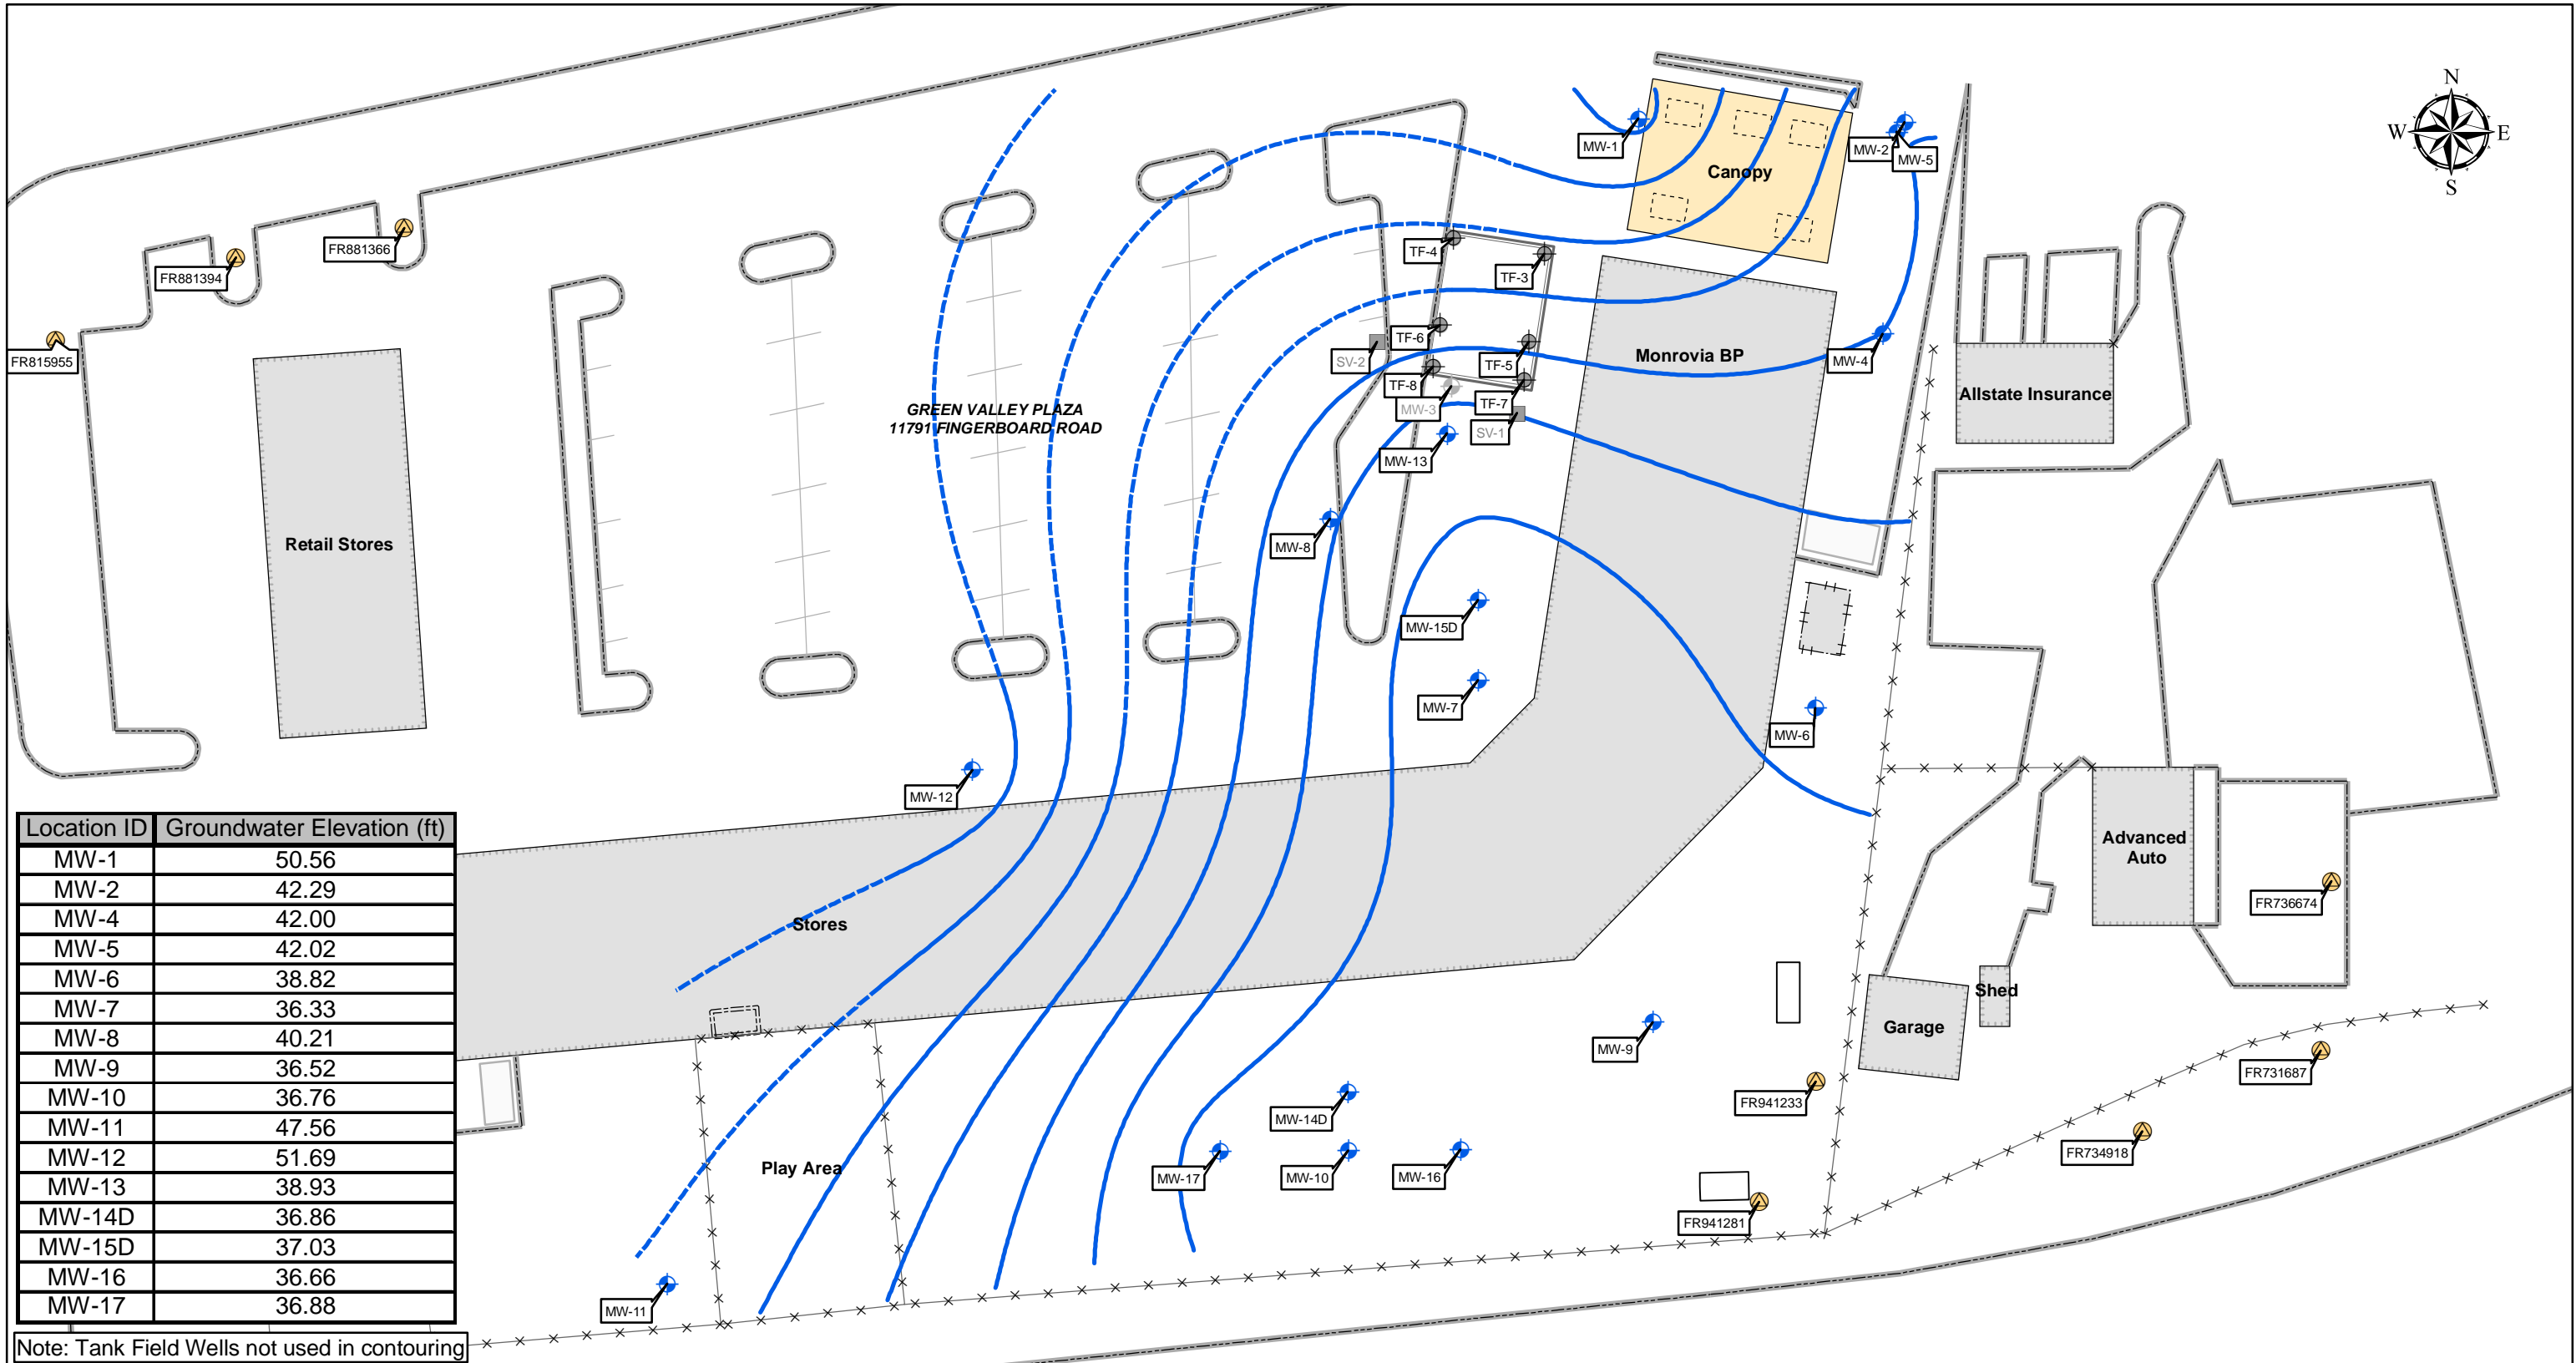 N
W E
S
MW-1
MW-2
MW-5
Canopy
FR881366
FR881394
FR815955
TF-4
TF-3
TF-6
SV-2
TF-5
TF-8
MW-3
TF-7
SV-1
MW-13
Monrovia BP
MW-4
Allstate Insurance
GREEN VALLEY PLAZA
11791 FINGERBOARD ROAD
Retail Stores
MW-8
MW-15D
MW-7
MW-6
MW-12
Stores
Advanced
Auto
FR736674
Shed
Garage
MW-9
FR941233
FR731687
FR734918
MW-14D
MW-17
MW-10
MW-16
FR941281
Play Area
MW-11
Location ID Groundwater Elevation (ft)
MW-1 50.56
MW-2 42.29
MW-4 42.00
MW-5 42.02
MW-6 38.82
MW-7 36.33
MW-8 40.21
MW-9 36.52
MW-10 36.76
MW-11 47.56
MW-12 51.69
MW-13 38.93
MW-14D 36.86
MW-15D 37.03
MW-16 36.66
MW-17 36.88
Note: Tank Field Wells not used in contouring